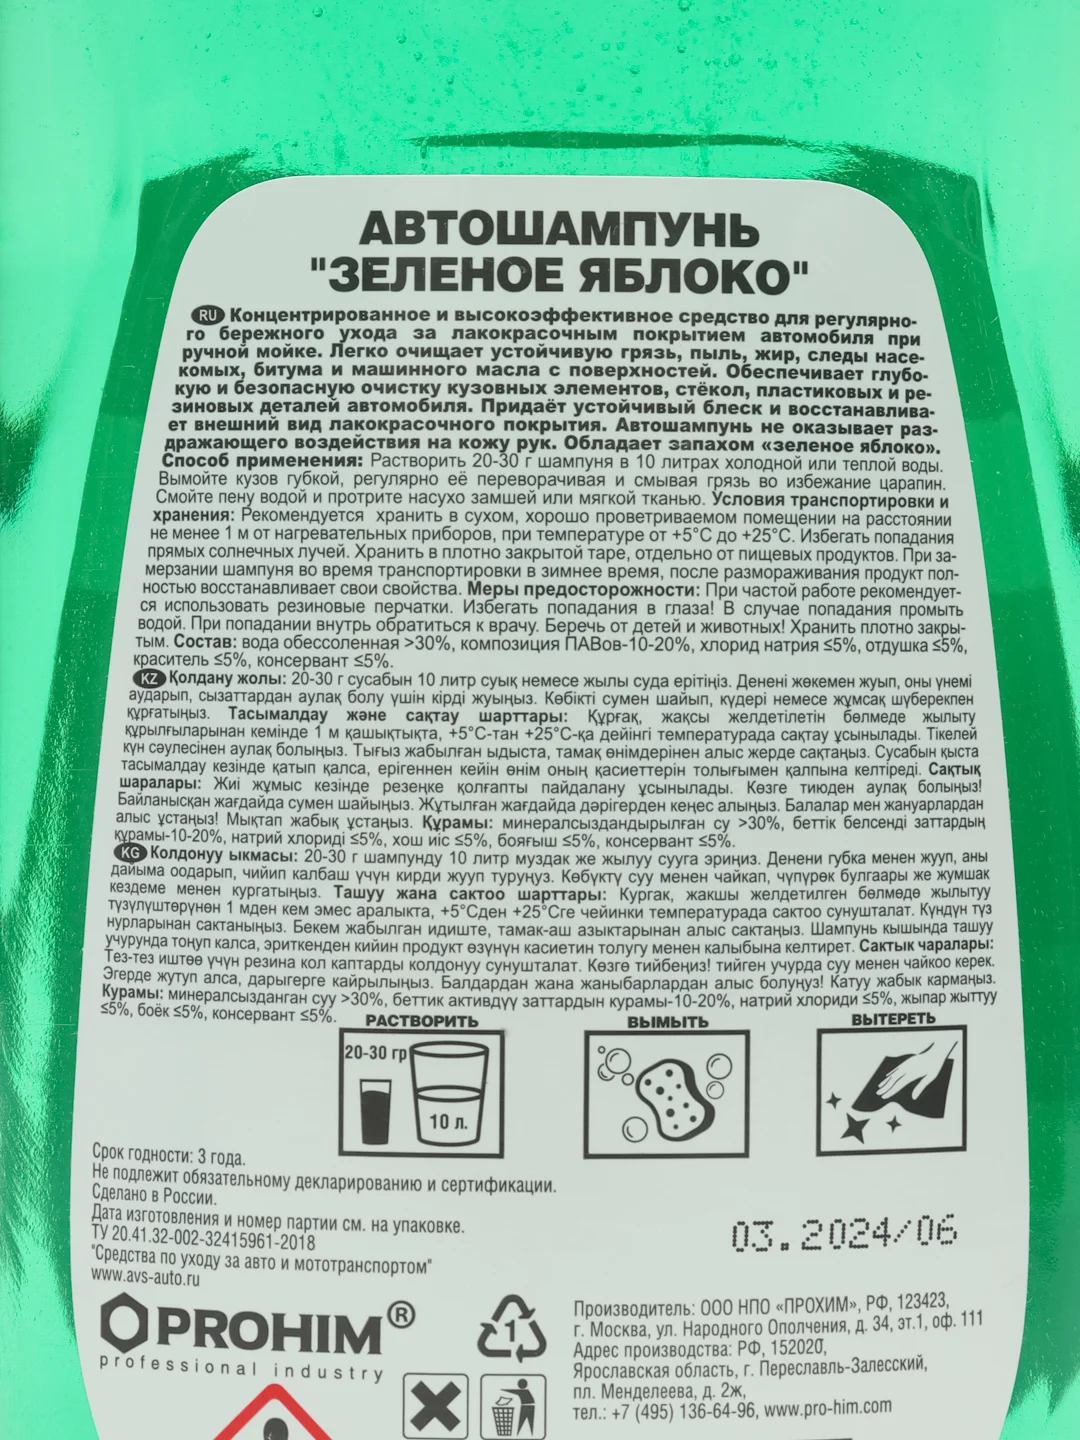 АВТОШАМПУНЬ
"ЗЕЛЕНОЕ ЯБЛОКО"
RU Концентрированное и высокоэффективное средство для регулярно-
го бережного ухода за лакокрасочным покрытием автомобиля при
ручной мойке. Легко очищает устойчивую грязь, пыль, жир, следы насе-
комых, битума и машинного масла с поверхностей. Обеспечивает глубо-
кую и безопасную очистку кузовных элементов, стёкол, пластиковых и ре-
зиновых деталей автомобиля. Придаёт устойчивый блеск и восстанавлива-
ет внешний вид лакокрасочного покрытия. Автошампунь не оказывает раз-
дражающего воздействия на кожу рук. Обладает запахом «зеленое яблоко».
Способ применения: Растворить 20-30 г шампуня в 10 литрах холодной или теплой воды.
Вымойте кузов губкой, регулярно её переворачивая и смывая грязь во избежание царапин.
Смойте пену водой и протрите насухо замшей или мягкой тканью. Условия транспортировки и
хранения: Рекомендуется хранить в сухом, хорошо проветриваемом помещении на расстоянии
не менее 1 м от нагревательных приборов, при температуре от +5°С до +25°С. Избегать попадания
прямых солнечных лучей. Хранить в плотно закрытой таре, отдельно от пищевых продуктов. При за-
мерзании шампуня во время транспортировки в зимнее время, после размораживания продукт пол-
ностью восстанавливает свои свойства. Меры предосторожности: При частой работе рекомендует-
ся использовать резиновые перчатки. Избегать попадания в глаза! В случае попадания промыть
водой. При попадании внутрь обратиться к врачу. Беречь от детей и животных! Хранить плотно закры-
тым. Состав: вода обессоленная >30%, композиция ПАВов-10-20%, хлорид натрия ≤5%, отдушка ≤5%,
краситель ≤5%, консервант ≤5%.
KZ Қолдану жолы: 20-30 г сусабын 10 литр суық немесе жылы суда ерітіңіз. Денені жөкемен жуып, оны үнемі
аударып, сызаттардан аулақ болу үшін кірді жуыңыз. Көбікті сумен шайып, күдері немесе жұмсақ шүберекпен
құрғатыңыз. Тасымалдау және сақтау шарттары: Құрғақ, жақсы желдетілетін бөлмеде жылыту
құрылғыларынан кемінде 1 м қашықтықта, +5°С-тан +25°С-қа дейінгі температурада сақтау ұсынылады. Тікелей
күн сәулесінен аулақ болыңыз. Тығыз жабылған ыдыста, тамақ өнімдерінен алыс жерде сақтаңыз. Сусабын қыста
тасымалдау кезінде қатып қалса, ерігеннен кейін өнім оның қасиеттерін толығымен қалпына келтіреді. Сақтық
шаралары: Жиі жұмыс кезінде резеңке қолғапты пайдалану ұсынылады. Көзге тиюден аулақ болыңыз!
Байланысқан жағдайда сумен шайыңыз. Жұтылған жағдайда дәрігерден кеңес алыңыз. Балалар мен жануарлардан
алыс ұстаңыз! Мықтап жабық ұстаңыз. Құрамы: минералсыздандырылған су >30%, беттік белсенді заттардың
құрамы-10-20%, натрий хлориді ≤5%, хош иіс ≤5%, бояғыш ≤5%, консервант ≤5%.
KG Колдонуу ыкмасы: 20-30 г шампунду 10 литр муздак же жылуу сууга эриңиз. Денени губка менен жууп, аны
дайыма оодарып, чийип калбаш үчүн кирди жууп туруңуз. Көбүктү суу менен чайкап, чүпүрөк булгаары же жумшак
кездеме менен кургатыңыз. Ташуу жана сактоо шарттары: Кургак, жакшы желдетилген бөлмөдө жылытуу
түзүлүштөрүнөн 1 мден кем эмес аралыкта, +5°Сден +25°Сге чейинки температурада сактоо сунушталат. Күндүн түз
нурларынан сактаныңыз. Бекем жабылган идиште, тамак-аш азыктарынан алыс сактаңыз. Шампунь кышында ташуу
учурунда тоңуп калса, эриткенден кийин продукт өзүнүн касиетин толугу менен калыбына келтирет. Сактык чаралары:
Тез-тез иштөө үчүн резина кол каптарды колдонуу сунушталат. Көзгө тийбеңиз! тийген учурда суу менен чайкоо керек.
Эгерде жутуп алса, дарыгерге кайрылыңыз. Балдардан жана жаныбарлардан алыс болуңуз! Катуу жабык кармаңыз.
Курамы: минералсызданган суу >30%, беттик активдүү заттардын курамы-10-20%, натрий хлориди ≤5%, жыпар жыттуу
≤5%, боёк ≤5%, консервант ≤5%.
РАСТВОРИТЬ ВЫМЫТЬ ВЫТЕРЕТЬ
20-30 гр
10 л.
Срок годности: 3 года.
Не подлежит обязательному декларированию и сертификации.
Сделано в России.
Дата изготовления и номер партии см. на упаковке.
ТУ 20.41.32-002-32415961-2018
"Средства по уходу за авто и мототранспортом"
www.avs-auto.ru
03.2024/06
PROHIM®
professional industry
1
Производитель: ООО НПО «ПРОХИМ», РФ, 123423,
г. Москва, ул. Народного Ополчения, д. 34, эт.1, оф. 111
Адрес производства: РФ, 152020,
Ярославская область, г. Переславль-Залесский,
пл. Менделеева, д. 2ж,
тел.: +7 (495) 136-64-96, www.pro-him.com